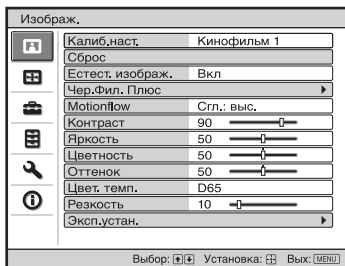 Изображ.
Калиб.наст. Кинофильм 1
Сброс
Естест. изображ. Вкл
Чер.Фил. Плюс
Motionflow Сгл.: выс.
Контраст 90
Яркость 50
Цветность 50
Оттенок 50
Цвет. темп. D65
Резкость 10
Эксп.устан.
Выбор: Установка: Вых: MENU